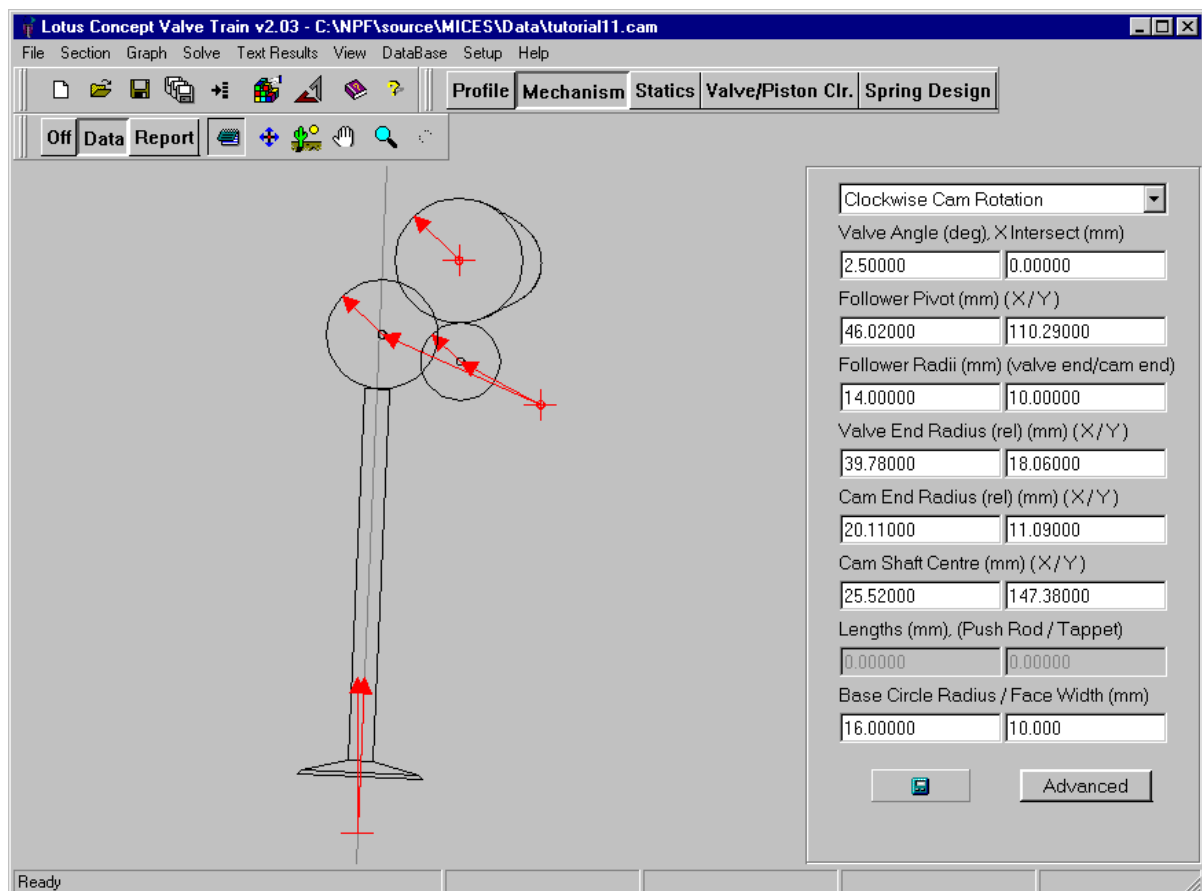 Lotus Concept Valve Train v2.03 - C:\NPF\source\MICES\Data\tutorial11.cam
File Section Graph Solve Text Results View DataBase Setup Help
Profile Mechanism Statics Valve/Piston Clr. Spring Design
Off Data Report
Clockwise Cam Rotation
Valve Angle (deg), X Intersect (mm)
2.50000 0.00000
Follower Pivot (mm) (X/Y)
46.02000 110.29000
Follower Radii (mm) (valve end/cam end)
14.00000 10.00000
Valve End Radius (rel) (mm) (X/Y)
39.78000 18.06000
Cam End Radius (rel) (mm) (X/Y)
20.11000 11.09000
Cam Shaft Centre (mm) (X/Y)
25.52000 147.38000
Lengths (mm), (Push Rod / Tappet)
0.00000 0.00000
Base Circle Radius / Face Width (mm)
16.00000 10.000
Advanced
Ready